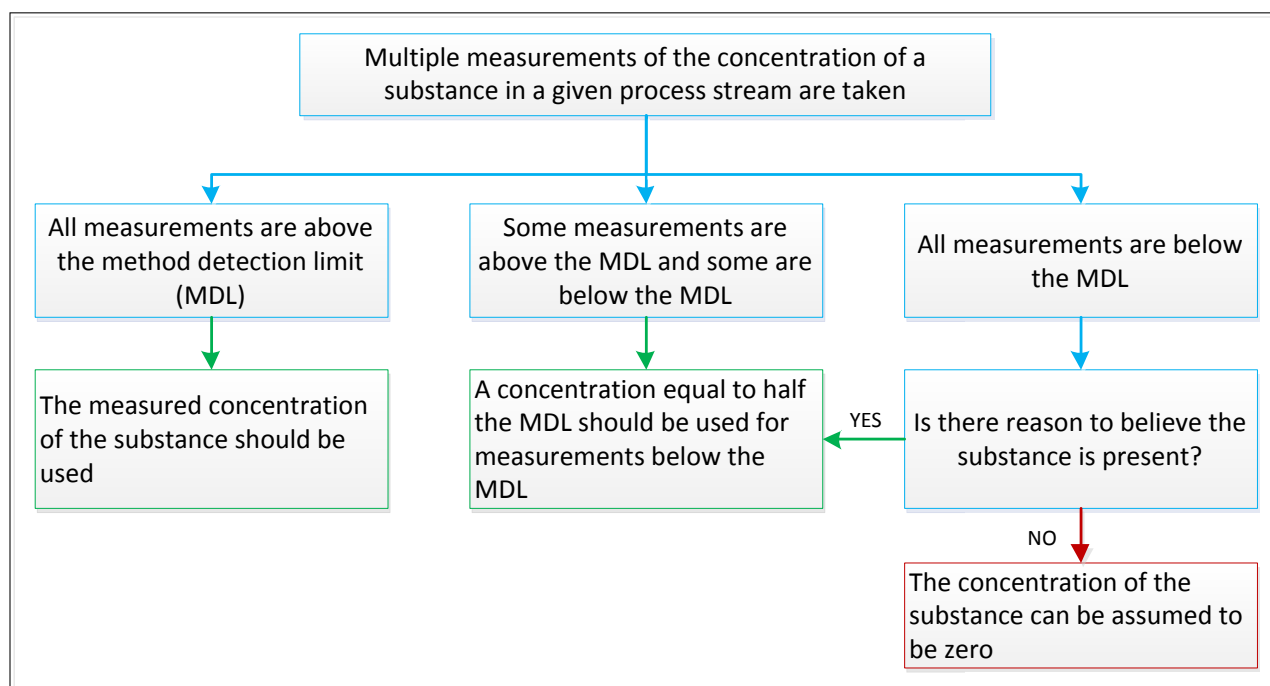 Multiple measurements of the concentration of a
substance in a given process stream are taken
All measurements are above
the method detection limit
(MDL)
Some measurements are
above the MDL and some are
below the MDL
All measurements are below
the MDL
The measured concentration
of the substance should be
used
A concentration equal to half
the MDL should be used for
measurements below the
MDL
YES
Is there reason to believe the
substance is present?
NO
The concentration of the
substance can be assumed to
be zero